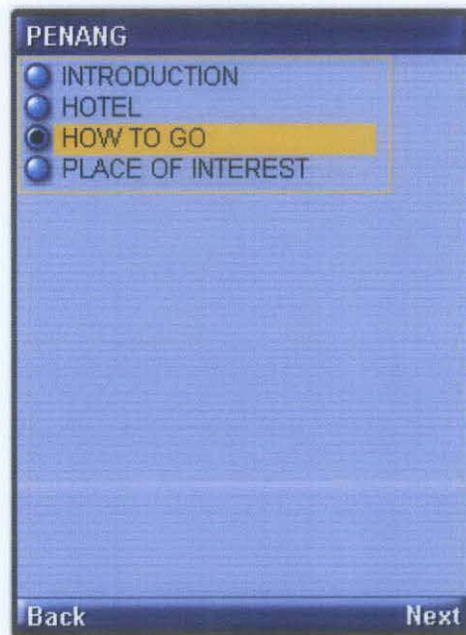 PENANG
INTRODUCTION
HOTEL
HOW TO GO
PLACE OF INTEREST
Back Next